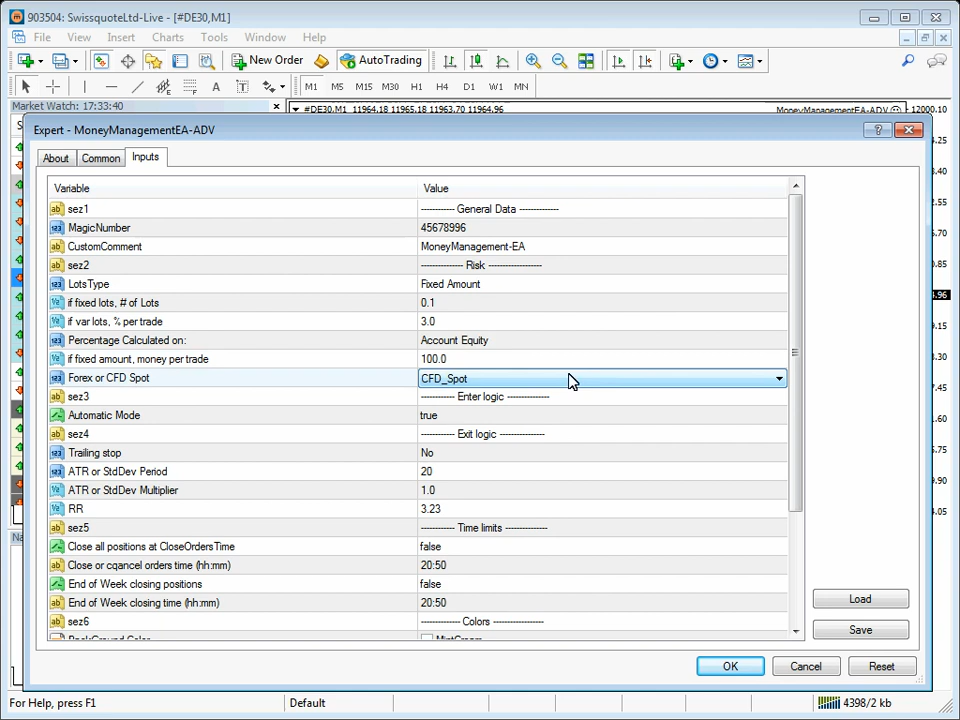 903504: SwissquoteLtd-Live - [#DE30,M1]
File View Insert Charts Tools Window Help
New Order AutoTrading
A T M1 M5 M15 M30 H1 H4 D1 W1 MN
Market Watch: 17:33:40
#DE30,M1 11964.18 11965.18 11963.70 11964.96
MoneyManagementEA-ADV
12000.10
Expert - MoneyManagementEA-ADV
About Common Inputs
Variable Value
sez1 ------------ General Data --------------
MagicNumber 45678996
CustomComment MoneyManagement-EA
sez2 -------------- Risk ------------------
LotsType Fixed Amount
if fixed lots, # of Lots 0.1
if var lots, % per trade 3.0
Percentage Calculated on: Account Equity
if fixed amount, money per trade 100.0
Forex or CFD Spot CFD_Spot
sez3 ----------- Enter logic --------------
Automatic Mode true
sez4 ------------ Exit logic ---------------
Trailing stop No
ATR or StdDev Period 20
ATR or StdDev Multiplier 1.0
RR 3.23
sez5 ----------- Time limits -------------
Close all positions at CloseOrdersTime false
Close or cqancel orders time (hh:mm) 20:50
End of Week closing positions false
End of Week closing time (hh:mm) 20:50
sez6 -------------- Colors ------------------
BackGround Color MintCream
Load
Save
OK Cancel Reset
For Help, press F1 Default 4398/2 kb